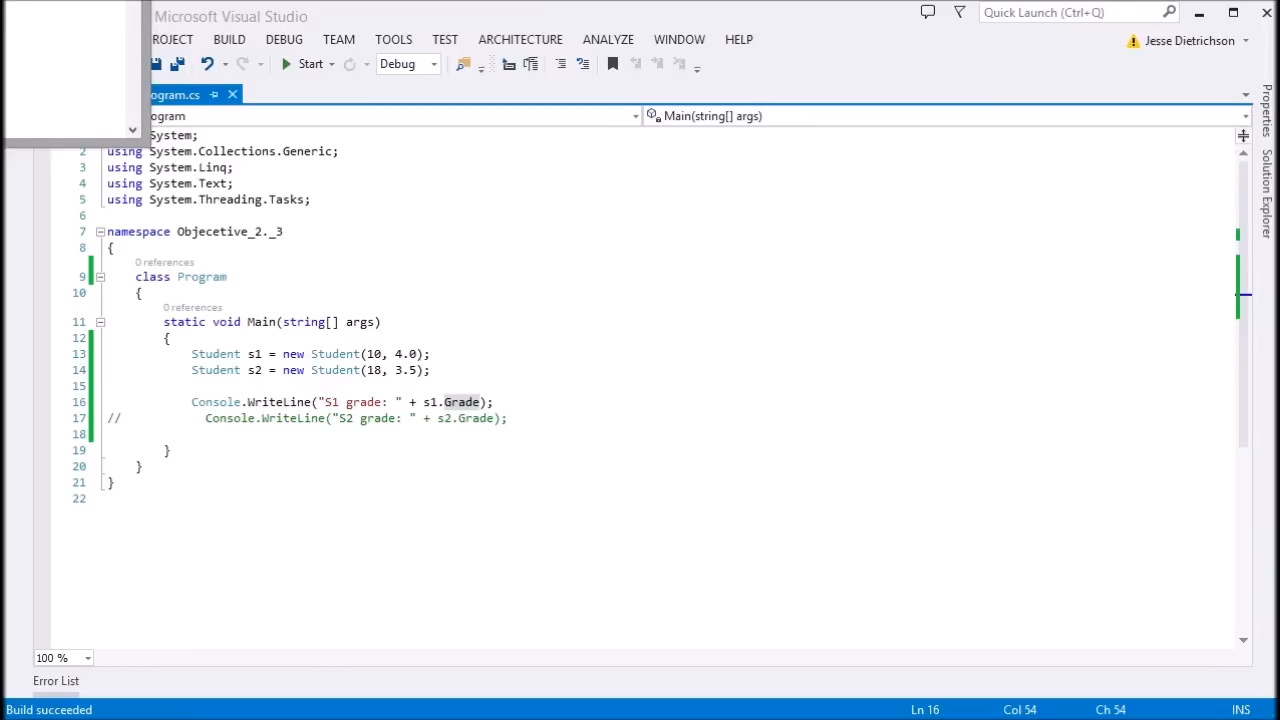 Microsoft Visual Studio
Quick Launch (Ctrl+Q)
ROJECT BUILD DEBUG TEAM TOOLS TEST ARCHITECTURE ANALYZE WINDOW HELP
Jesse Dietrichson
Start Debug
ogram.cs
ogram
Main(string[] args)
System;
2 using System.Collections.Generic;
3 using System.Linq;
4 using System.Text;
5 using System.Threading.Tasks;
6
7 namespace Objecetive_2._3
8 {
0 references
9 class Program
10 {
0 references
11 static void Main(string[] args)
12 {
13 Student s1 = new Student(10, 4.0);
14 Student s2 = new Student(18, 3.5);
15
16 Console.WriteLine("S1 grade: " + s1.Grade);
17 // Console.WriteLine("S2 grade: " + s2.Grade);
18
19 }
20 }
21 }
22
Properties
Solution Explorer
100 %
Error List
Build succeeded
Ln 16 Col 54 Ch 54 INS